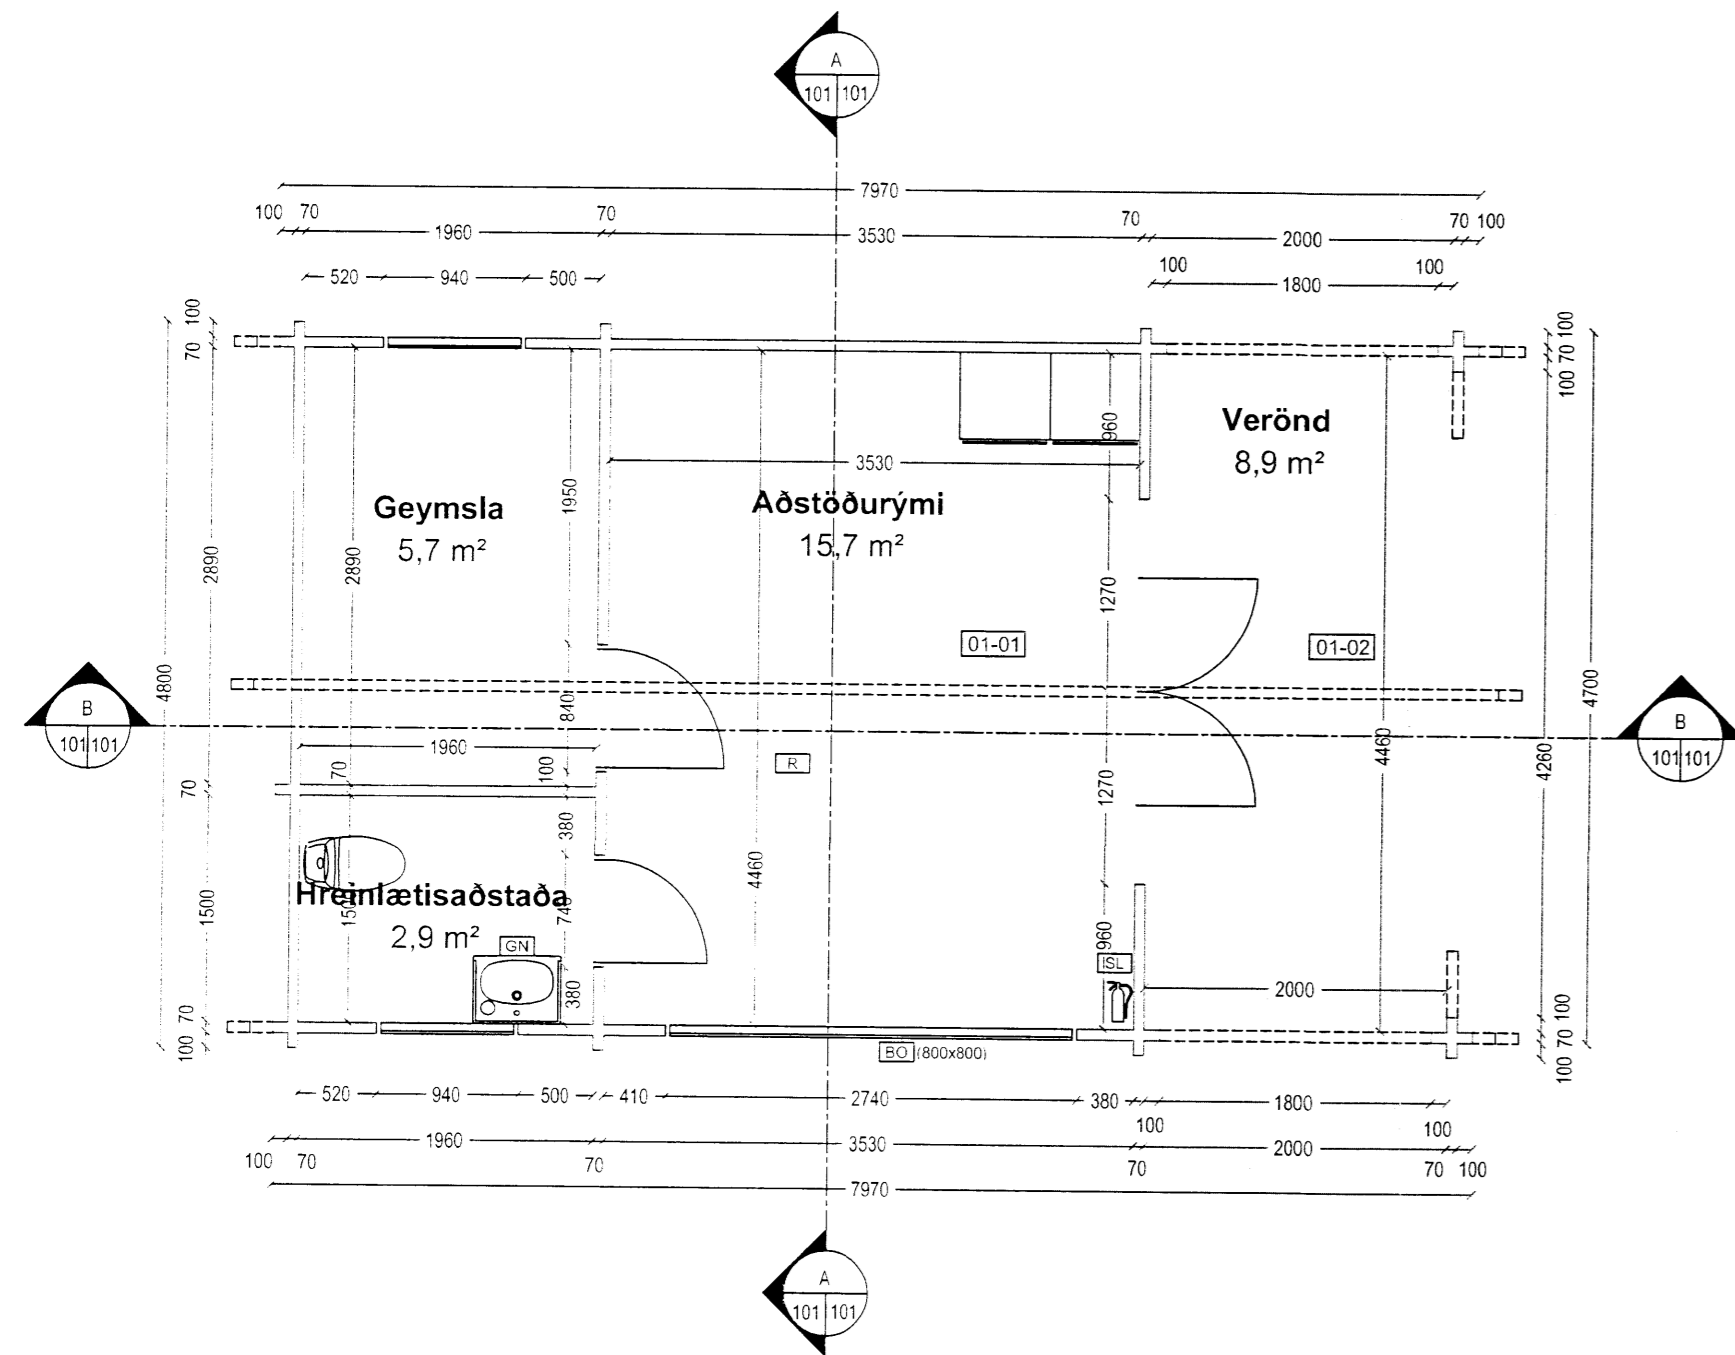 A
101 101
7970
100 70 70 70 70 100
1960 3530 2000
520 940 500 100 1800 100
100
70
100
70
100
960
Verönd
8,9 m²
3530
Geymsla
5,7 m²
1950
Aðstöðurými
15,7 m²
2890
2890
1270
01-01
01-02
4800
4700
B
101 101
840
B
101 101
1960
4460
4260
R
70
100
70
1270
380
4460
Hreinlætisaðstaða
2,9 m²
1500
1500
740
GN
960
ISL
380
2000
70
100
100
70
100
BO (800x800)
520 940 500 410 2740 380 1800
100 100
1960 3530 2000
100 70 70 70 70 100
7970
A
101 101